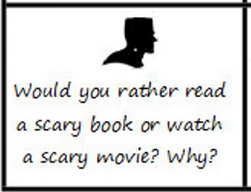 Would you rather read
a scary book or watch
a scary movie? Why?